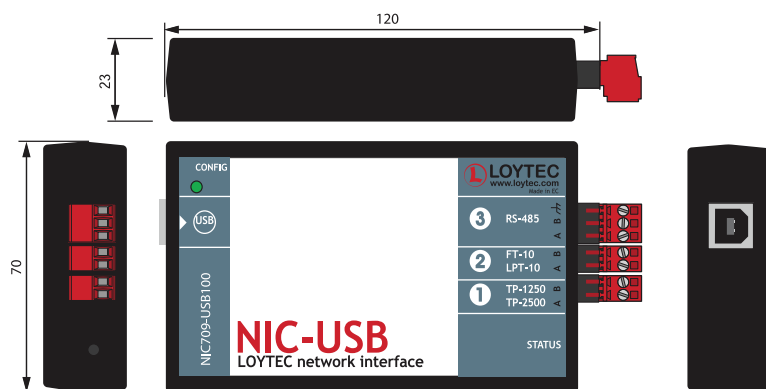 120
23
70
CONFIG
USB
NIC709-USB100
NIC-USB
LOYTEC network interface
L LOYTEC
www.loytec.com
Made in EC
3 RS-485 B A
2 FT-10 B
LPT-10 A
1 TP-1250 B
TP-2500 A
STATUS